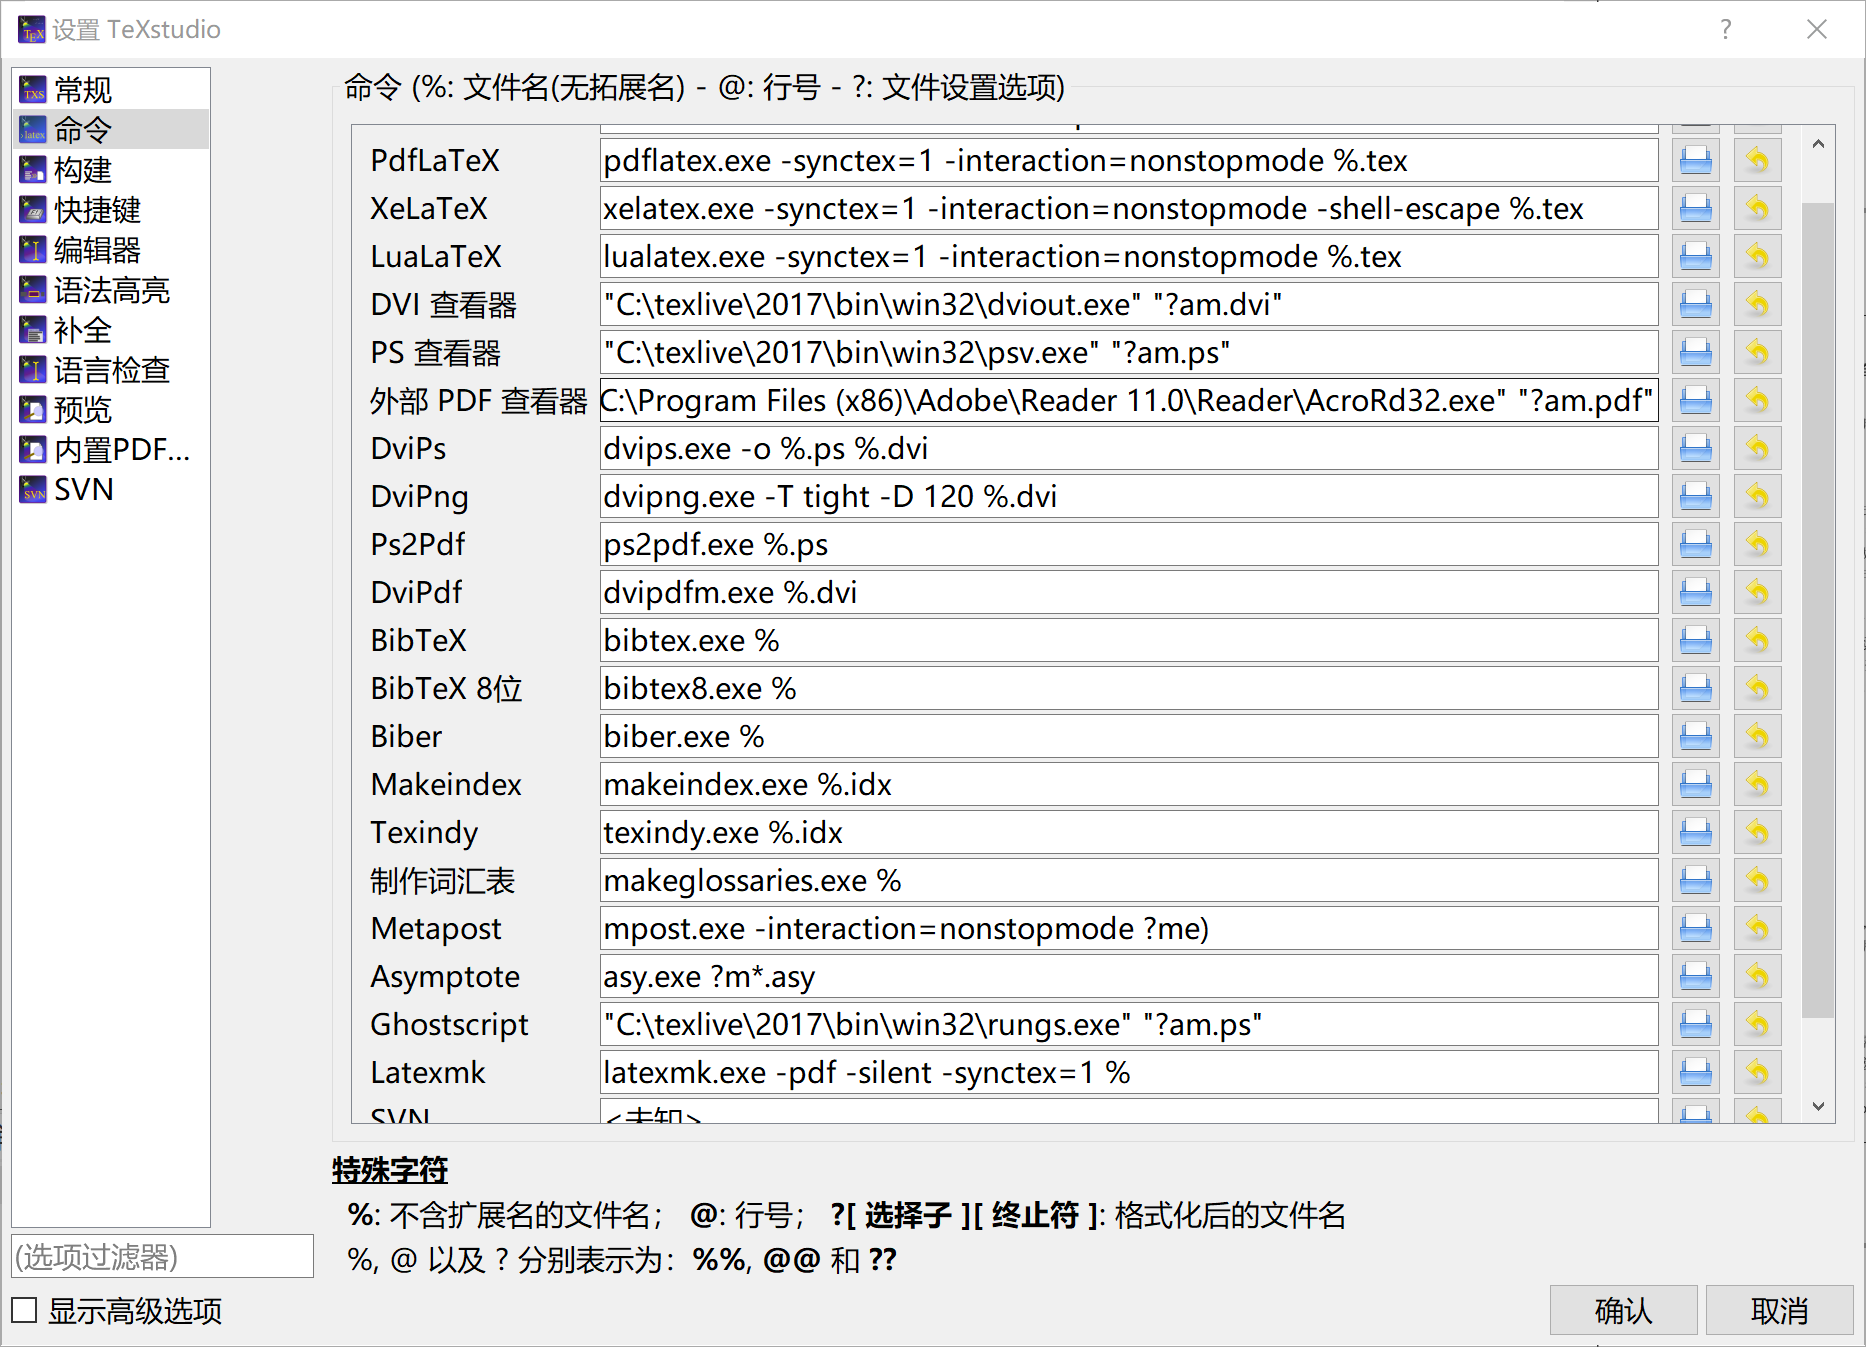 设置 TeXstudio
常规
命令
构建
快捷键
编辑器
语法高亮
补全
语言检查
预览
内置PDF...
SVN
(选项过滤器)
显示高级选项
命令 (%: 文件名(无拓展名) - @: 行号 - ?: 文件设置选项)
PdfLaTeX pdflatex.exe -synctex=1 -interaction=nonstopmode %.tex
XeLaTeX xelatex.exe -synctex=1 -interaction=nonstopmode -shell-escape %.tex
LuaLaTeX lualatex.exe -synctex=1 -interaction=nonstopmode %.tex
DVI 查看器 "C:\texlive\2017\bin\win32\dviout.exe" "?am.dvi"
PS 查看器 "C:\texlive\2017\bin\win32\psv.exe" "?am.ps"
外部 PDF 查看器 C:\Program Files (x86)\Adobe\Reader 11.0\Reader\AcroRd32.exe" "?am.pdf"
DviPs dvips.exe -o %.ps %.dvi
DviPng dvipng.exe -T tight -D 120 %.dvi
Ps2Pdf ps2pdf.exe %.ps
DviPdf dvipdfm.exe %.dvi
BibTeX bibtex.exe %
BibTeX 8位 bibtex8.exe %
Biber biber.exe %
Makeindex makeindex.exe %.idx
Texindy texindy.exe %.idx
制作词汇表 makeglossaries.exe %
Metapost mpost.exe -interaction=nonstopmode ?me)
Asymptote asy.exe ?m*.asy
Ghostscript "C:\texlive\2017\bin\win32\rungs.exe" "?am.ps"
Latexmk latexmk.exe -pdf -silent -synctex=1 %
SVN <未知>
特殊字符
%: 不含扩展名的文件名； @: 行号； ?[ 选择子 ][ 终止符 ]: 格式化后的文件名
%, @ 以及 ? 分别表示为：%%, @@ 和 ??
确认
取消